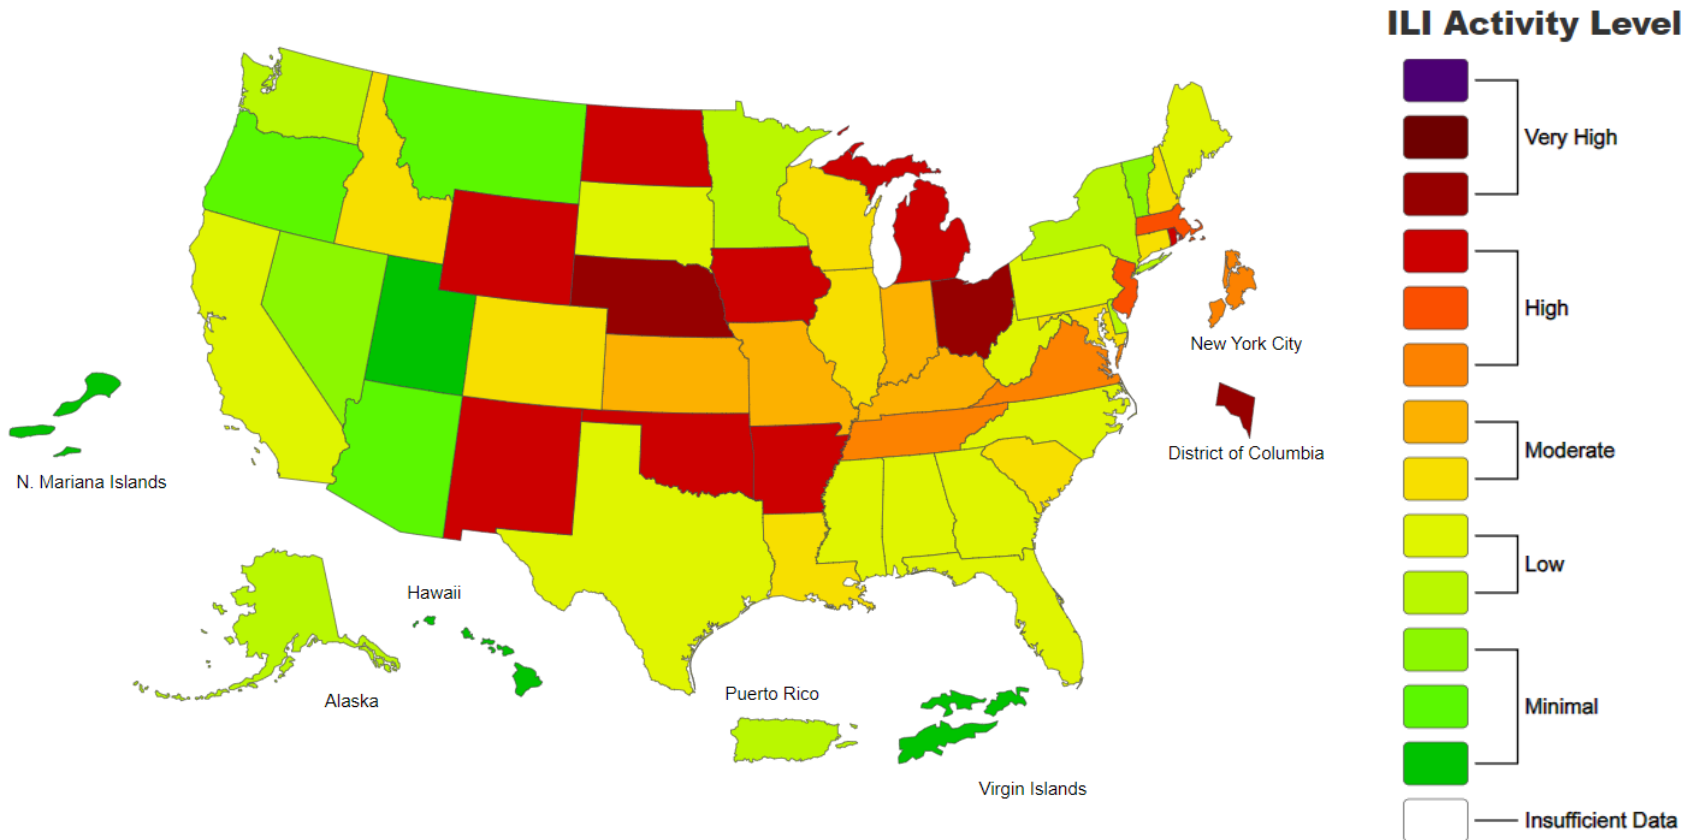 ILI Activity Level
Very High
High
New York City
Moderate
District of Columbia
N. Mariana Islands
Low
Hawaii
Puerto Rico
Alaska
Minimal
Virgin Islands
Insufficient Data